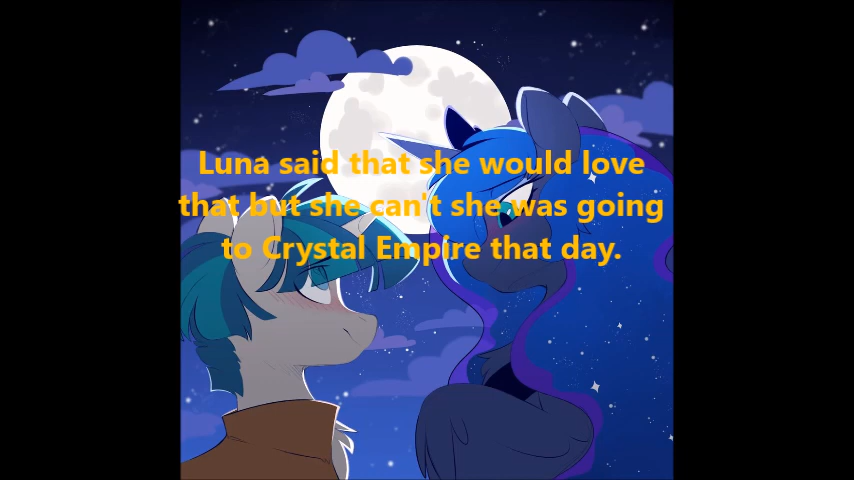 Luna said that she would love
that but she can't she was going
to Crystal Empire that day.